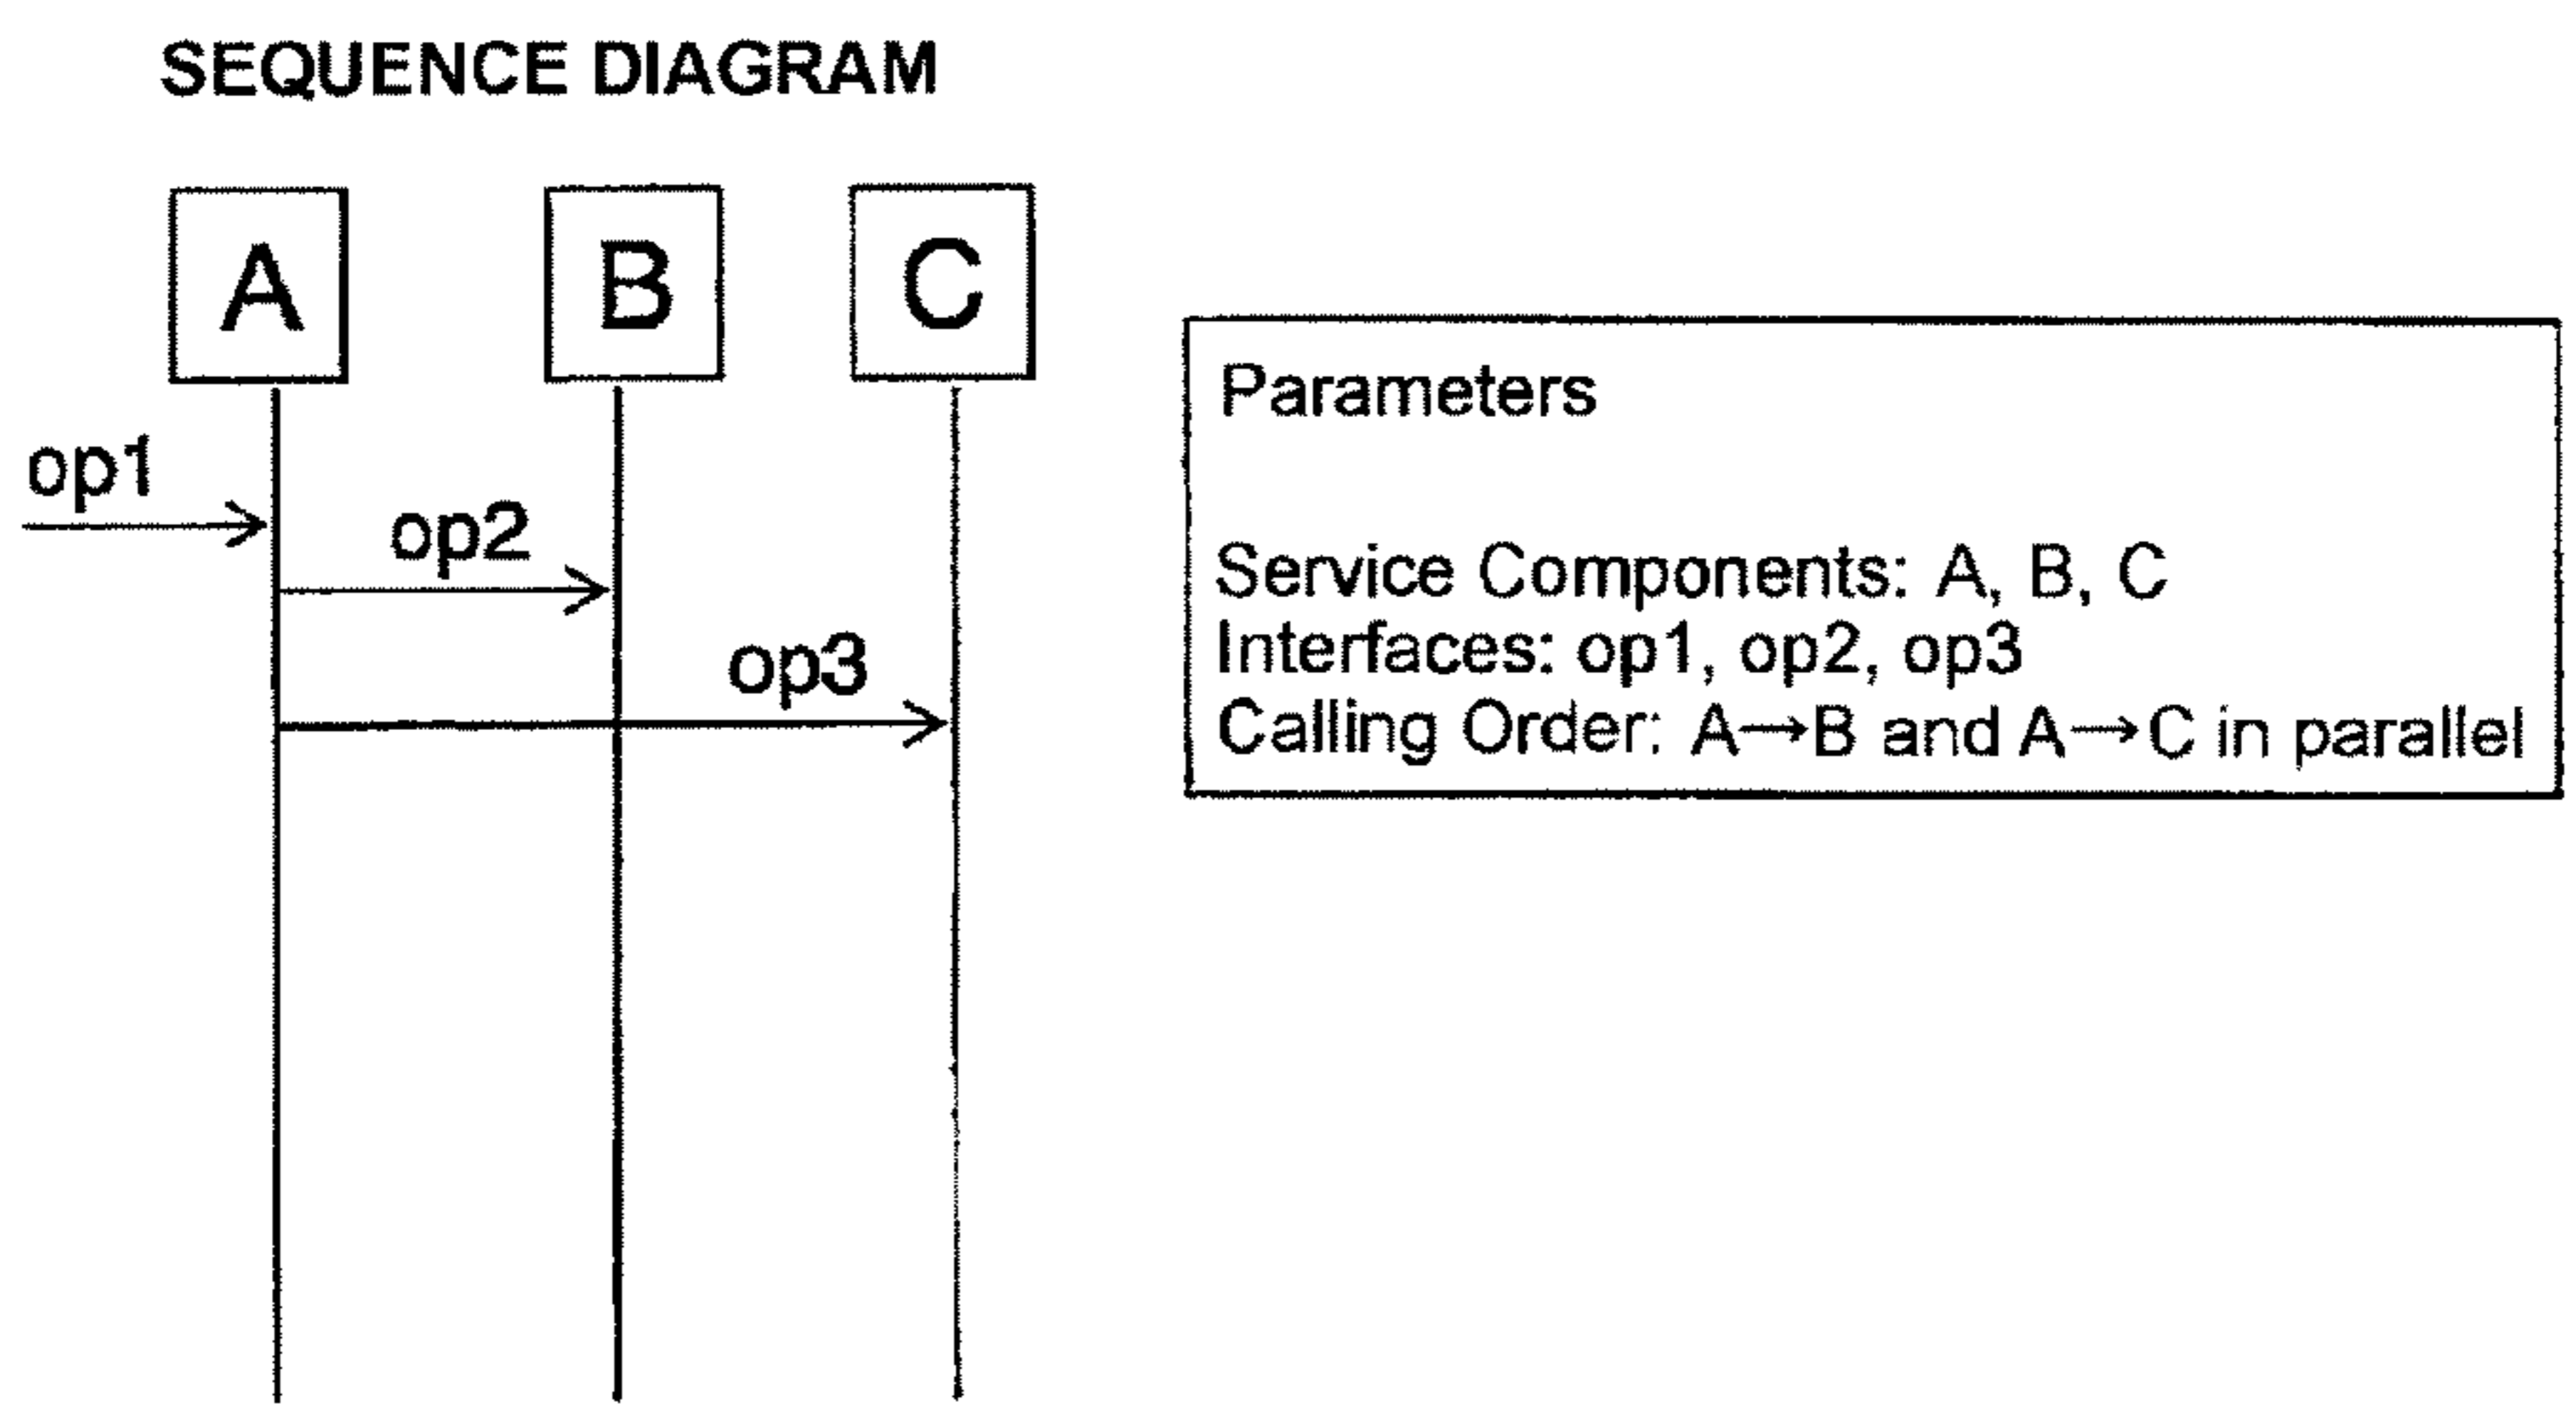 SEQUENCE DIAGRAM
A B C
op1
op2
op3
Parameters
Service Components: A, B, C
Interfaces: op1, op2, op3
Calling Order: A→B and A→C in parallel